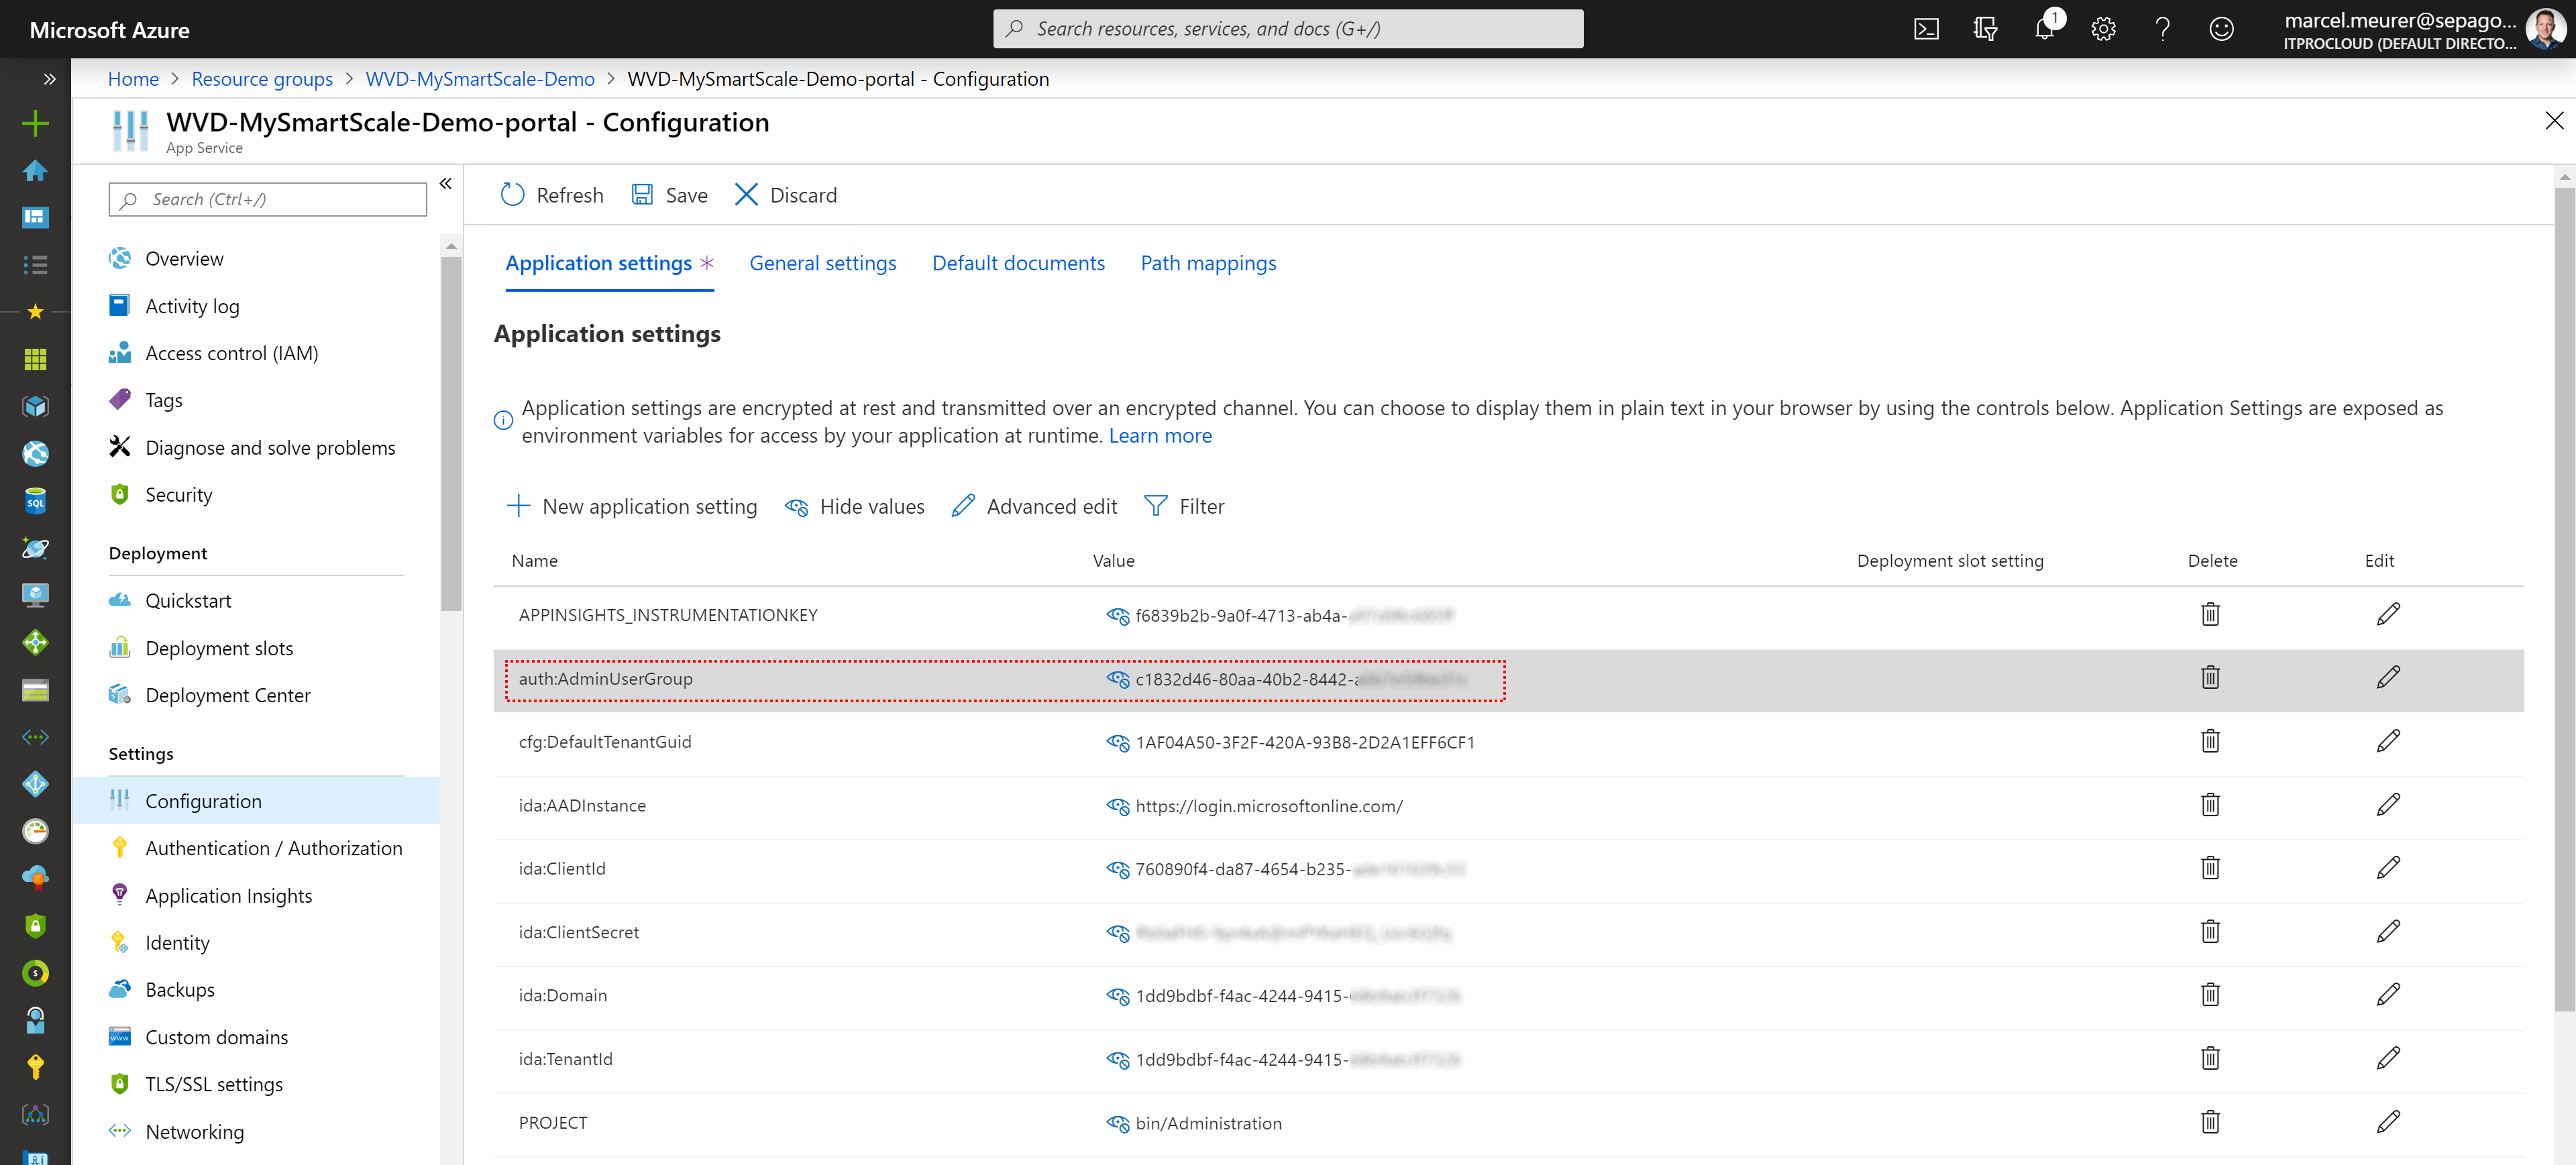 Microsoft Azure
Search resources, services, and docs (G+/)
1
marcel.meurer@sepago...
ITPROCLOUD (DEFAULT DIRECTO...
Home > Resource groups > WVD-MySmartScale-Demo > WVD-MySmartScale-Demo-portal - Configuration
WVD-MySmartScale-Demo-portal - Configuration
App Service
Search (Ctrl+/)
Overview
Activity log
Access control (IAM)
Tags
Diagnose and solve problems
Security
Deployment
Quickstart
Deployment slots
Deployment Center
Settings
Configuration
Authentication / Authorization
Application Insights
Identity
Backups
Custom domains
TLS/SSL settings
Networking
Refresh Save Discard
Application settings * General settings Default documents Path mappings
Application settings
Application settings are encrypted at rest and transmitted over an encrypted channel. You can choose to display them in plain text in your browser by using the controls below. Application Settings are exposed as
environment variables for access by your application at runtime. Learn more
New application setting Hide values Advanced edit Filter
Name Value Deployment slot setting Delete Edit
APPINSIGHTS_INSTRUMENTATIONKEY f6839b2b-9a0f-4713-ab4a-
auth:AdminUserGroup c1832d46-80aa-40b2-8442-
cfg:DefaultTenantGuid 1AF04A50-3F2F-420A-93B8-2D2A1EFF6CF1
ida:AADInstance https://login.microsoftonline.com/
ida:ClientId 760890f4-da87-4654-b235-
ida:ClientSecret
ida:Domain 1dd9bdbf-f4ac-4244-9415-
ida:TenantId 1dd9bdbf-f4ac-4244-9415-
PROJECT bin/Administration